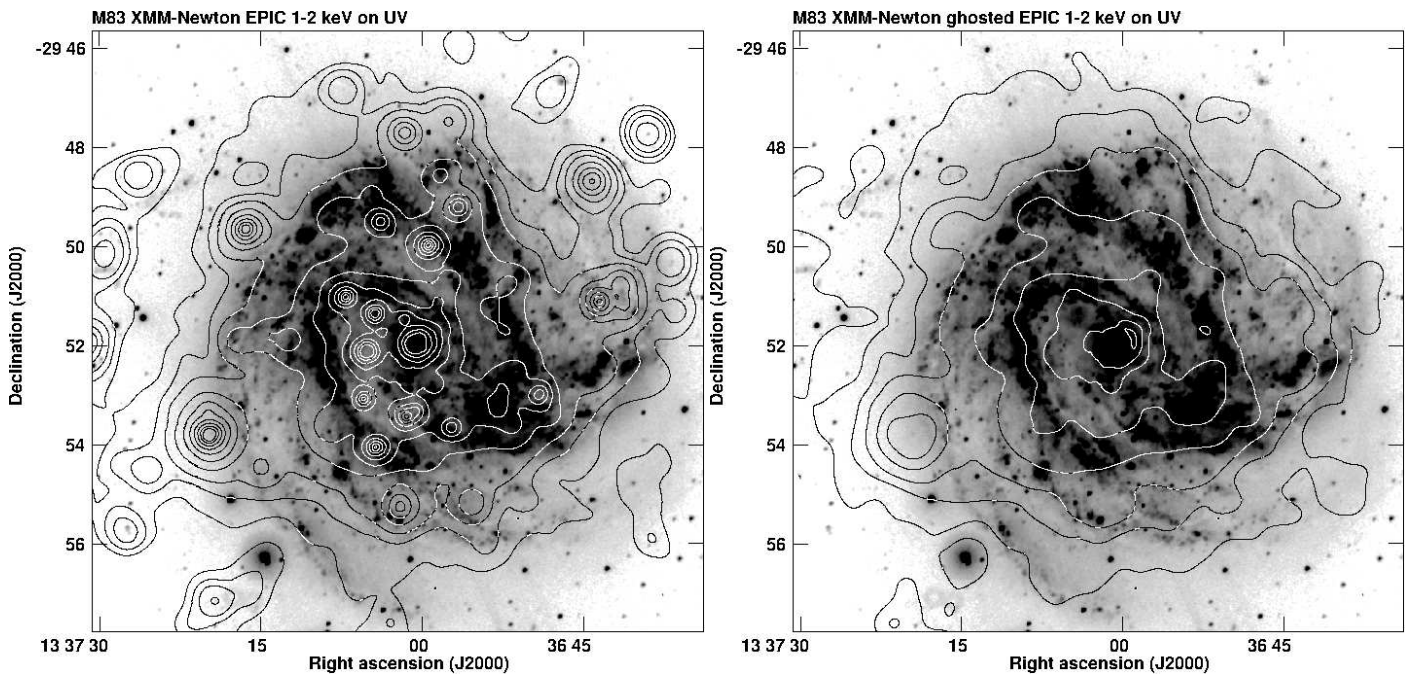 M83 XMM-Newton EPIC 1-2 keV on UV
-29 46
48
50
52
54
56
Declination (J2000)
13 37 30
15
00
36 45
Right ascension (J2000)
M83 XMM-Newton ghosted EPIC 1-2 keV on UV
-29 46
48
50
52
54
56
Declination (J2000)
13 37 30
15
00
36 45
Right ascension (J2000)